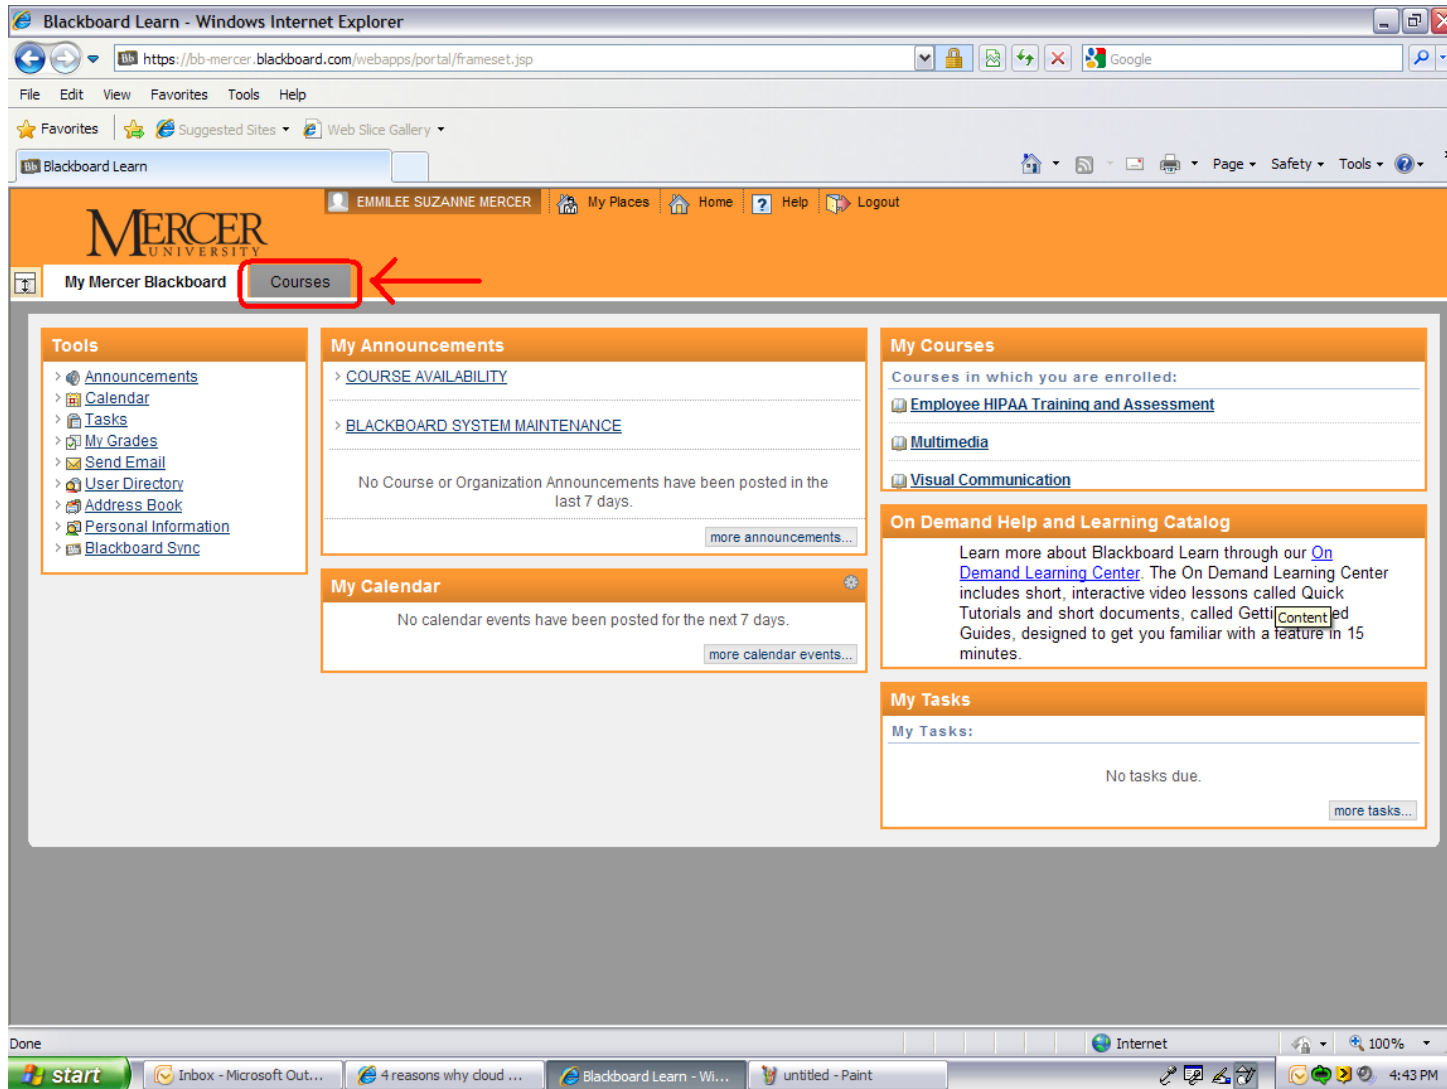 Blackboard Learn - Windows Internet Explorer
https://bb-mercer.blackboard.com/webapps/portal/frameset.jsp
Google
File Edit View Favorites Tools Help
Favorites Suggested Sites Web Slice Gallery
Blackboard Learn
Page Safety Tools
EMMILEE SUZANNE MERCER My Places Home Help Logout
MERCER
UNIVERSITY
My Mercer Blackboard Courses
Tools
Announcements
Calendar
Tasks
My Grades
Send Email
User Directory
Address Book
Personal Information
Blackboard Sync
My Announcements
COURSE AVAILABILITY
BLACKBOARD SYSTEM MAINTENANCE
No Course or Organization Announcements have been posted in the
last 7 days.
more announcements...
My Calendar
No calendar events have been posted for the next 7 days.
more calendar events...
My Courses
Courses in which you are enrolled:
Employee HIPAA Training and Assessment
Multimedia
Visual Communication
On Demand Help and Learning Catalog
Learn more about Blackboard Learn through our On
Demand Learning Center. The On Demand Learning Center
includes short, interactive video lessons called Quick
Tutorials and short documents, called Getti Content ed
Guides, designed to get you familiar with a feature in 15
minutes.
My Tasks
My Tasks:
No tasks due.
more tasks...
Done Internet 100%
start Inbox - Microsoft Out... 4 reasons why cloud ... Blackboard Learn - Wi... untitled - Paint 4:43 PM